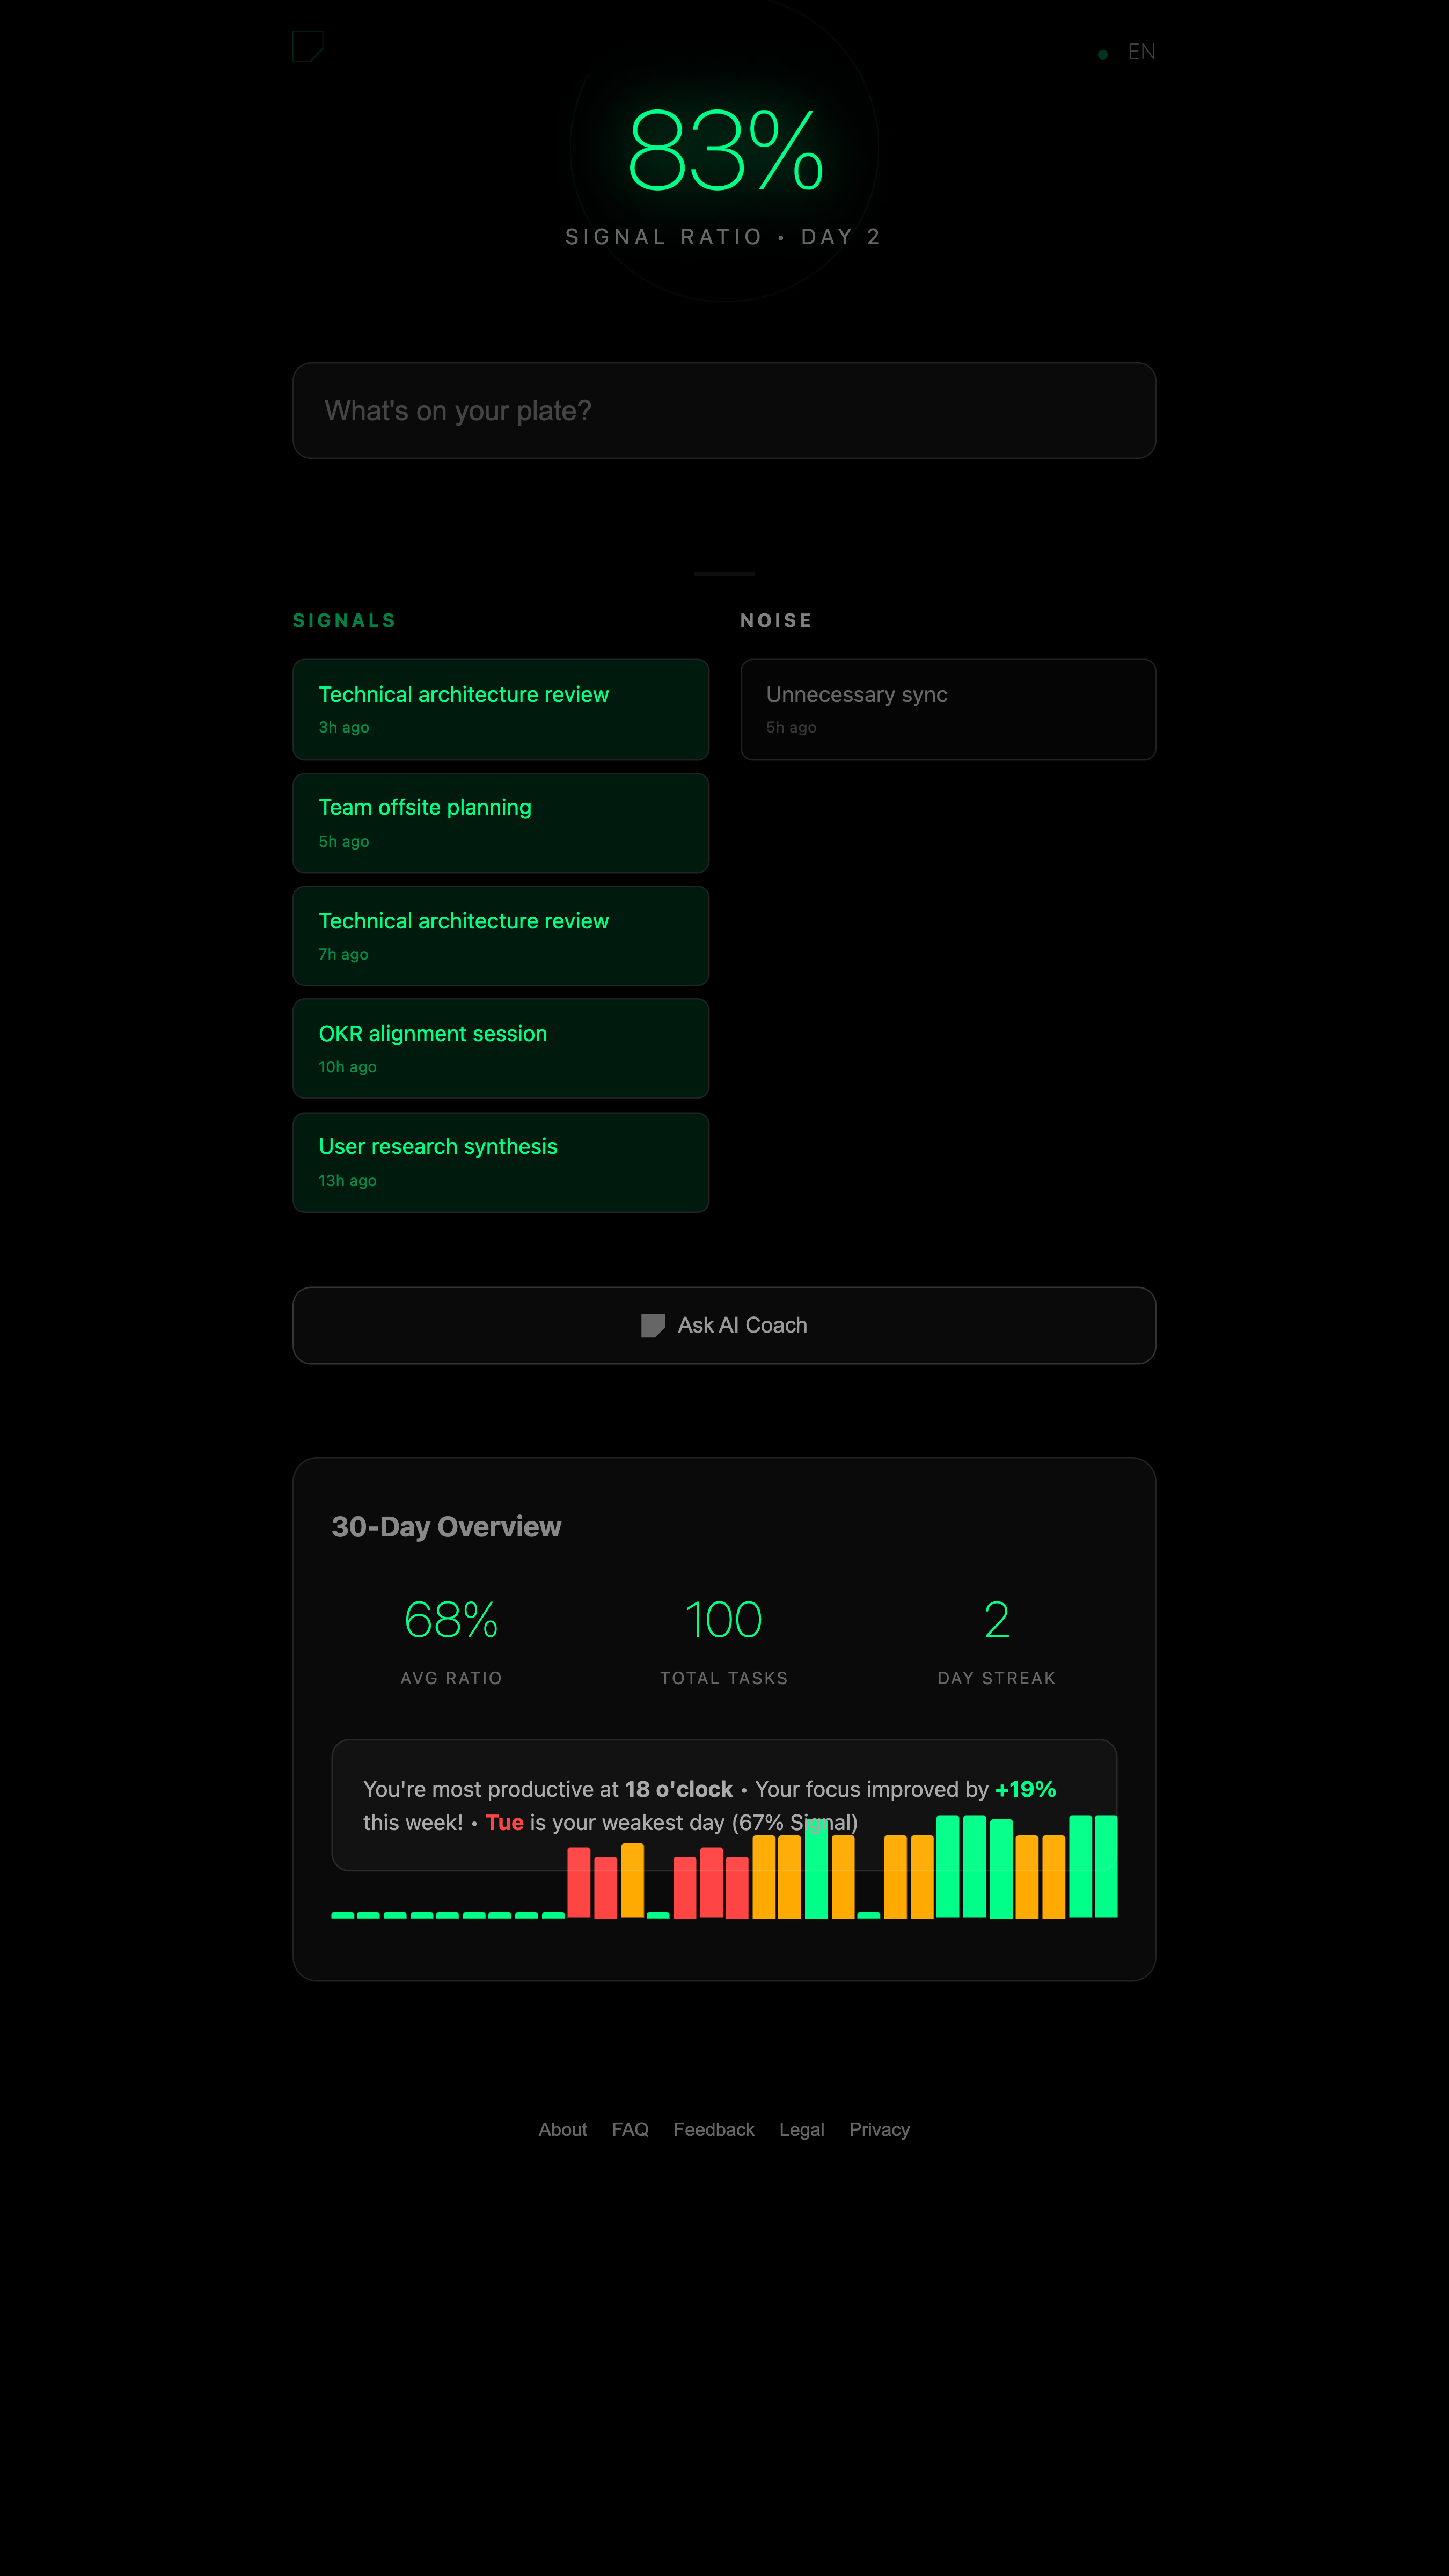 EN
83%
SIGNAL RATIO • DAY 2
What's on your plate?
SIGNALS
Technical architecture review
3h ago
Team offsite planning
5h ago
Technical architecture review
7h ago
OKR alignment session
10h ago
User research synthesis
13h ago
NOISE
Unnecessary sync
5h ago
Ask AI Coach
30-Day Overview
68%
AVG RATIO
100
TOTAL TASKS
2
DAY STREAK
You're most productive at 18 o'clock • Your focus improved by +19%
this week! • Tue is your weakest day (67% Signal)
About FAQ Feedback Legal Privacy